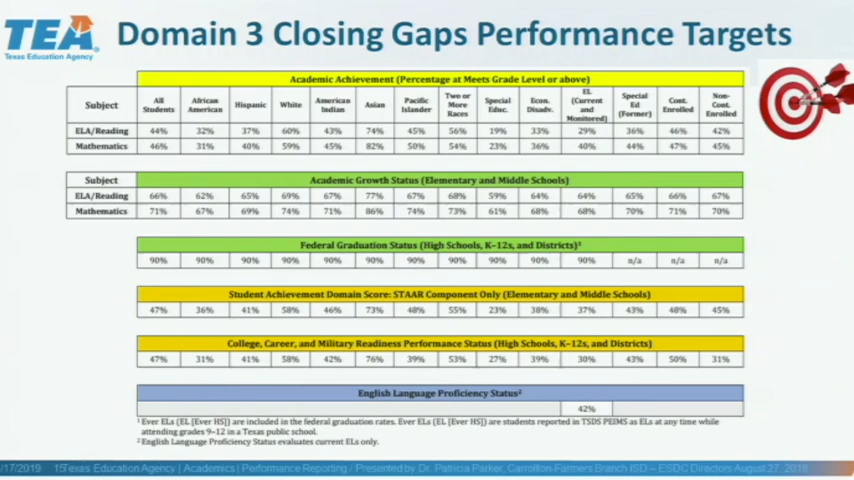 TEA
Texas Education Agency
Domain 3 Closing Gaps Performance Targets
Academic Achievement (Percentage at Meets Grade Level or above)
Subject All Students African American Hispanic White American Indian Asian Pacific Islander Two or More Races Special Educ. Econ. Disadv. EL (Current and Monitored) Special Ed (Former) Cont. Enrolled Non-Cont. Enrolled
ELA/Reading 44% 32% 37% 60% 43% 74% 45% 56% 19% 33% 29% 36% 46% 42%
Mathematics 46% 31% 40% 59% 45% 82% 50% 54% 23% 36% 40% 44% 47% 45%
Subject Academic Growth Status (Elementary and Middle Schools)
ELA/Reading 66% 62% 65% 69% 67% 77% 67% 68% 59% 64% 64% 65% 66% 67%
Mathematics 71% 67% 69% 74% 71% 86% 74% 73% 61% 68% 68% 70% 71% 70%
Federal Graduation Status (High Schools, K–12s, and Districts)¹
90% 90% 90% 90% 90% 90% 90% 90% 90% 90% 90% n/a n/a n/a
Student Achievement Domain Score: STAAR Component Only (Elementary and Middle Schools)
47% 36% 41% 58% 46% 73% 48% 55% 23% 38% 37% 43% 48% 45%
College, Career, and Military Readiness Performance Status (High Schools, K–12s, and Districts)
47% 31% 41% 58% 42% 76% 39% 53% 27% 39% 30% 43% 50% 31%
English Language Proficiency Status²
42%
¹ Ever ELs (EL [Ever HS]) are included in the federal graduation rates. Ever ELs (EL [Ever HS]) are students reported in TSDS PEIMS as ELs at any time while
attending grades 9–12 in a Texas public school.
² English Language Proficiency Status evaluates current ELs only.
/17/2019 15Texas Education Agency | Academics | Performance Reporting / Presented by Dr. Patricia Parker, Carrollton-Farmers Branch ISD – ESDC Directors August 27, 2018